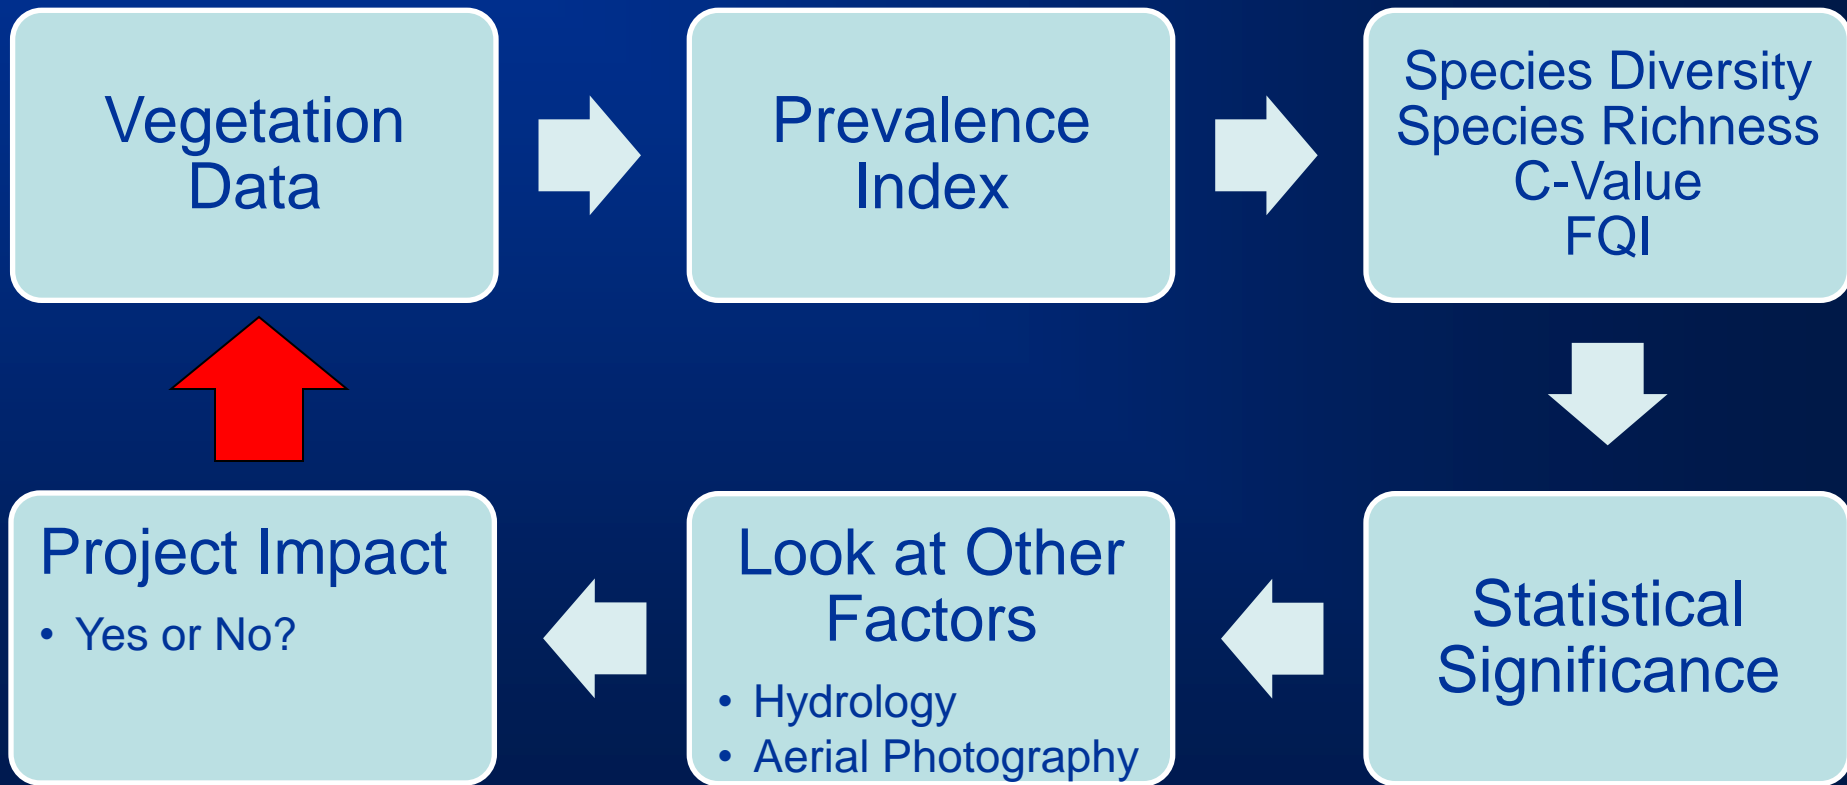 Vegetation
Data
Prevalence
Index
Species Diversity
Species Richness
C-Value
FQI
Project Impact
• Yes or No?
Look at Other
Factors
• Hydrology
• Aerial Photography
Statistical
Significance